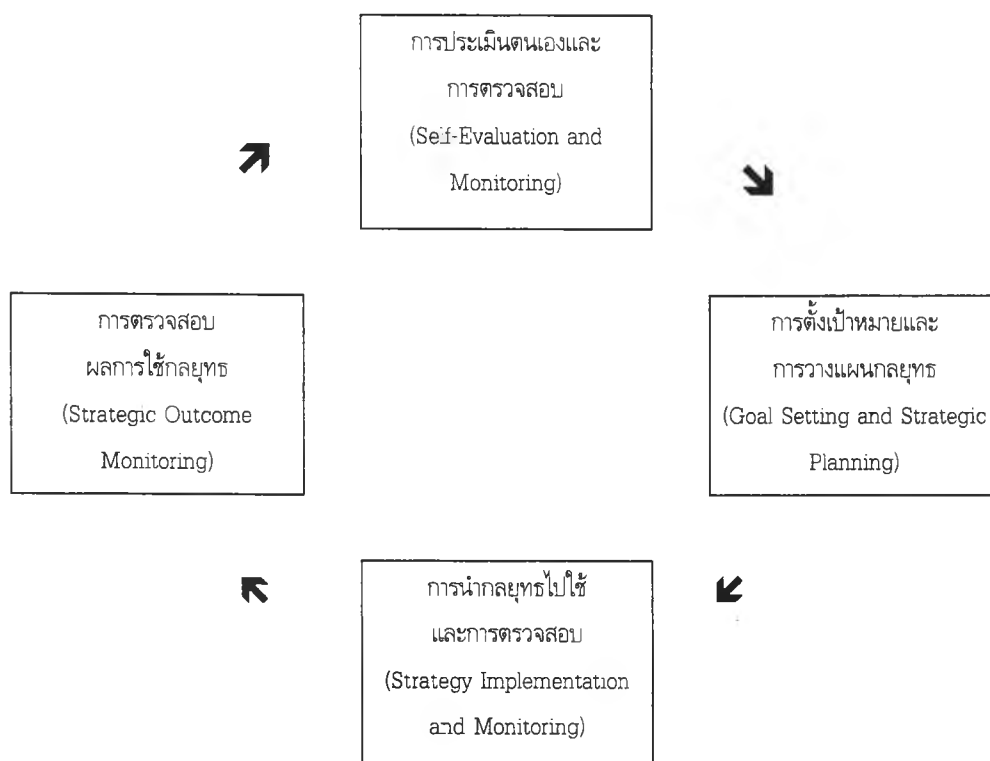 การประเมินตนเองและ
การตรวจสอบ
(Self-Evaluation and
Monitoring)
การตรวจสอบ
ผลการใช้กลยุทธ
(Strategic Outcome
Monitoring)
การตั้งเป้าหมายและ
การวางแผนกลยุทธ
(Goal Setting and Strategic
Planning)
การนำกลยุทธไปใช้
และการตรวจสอบ
(Strategy Implementation
and Monitoring)